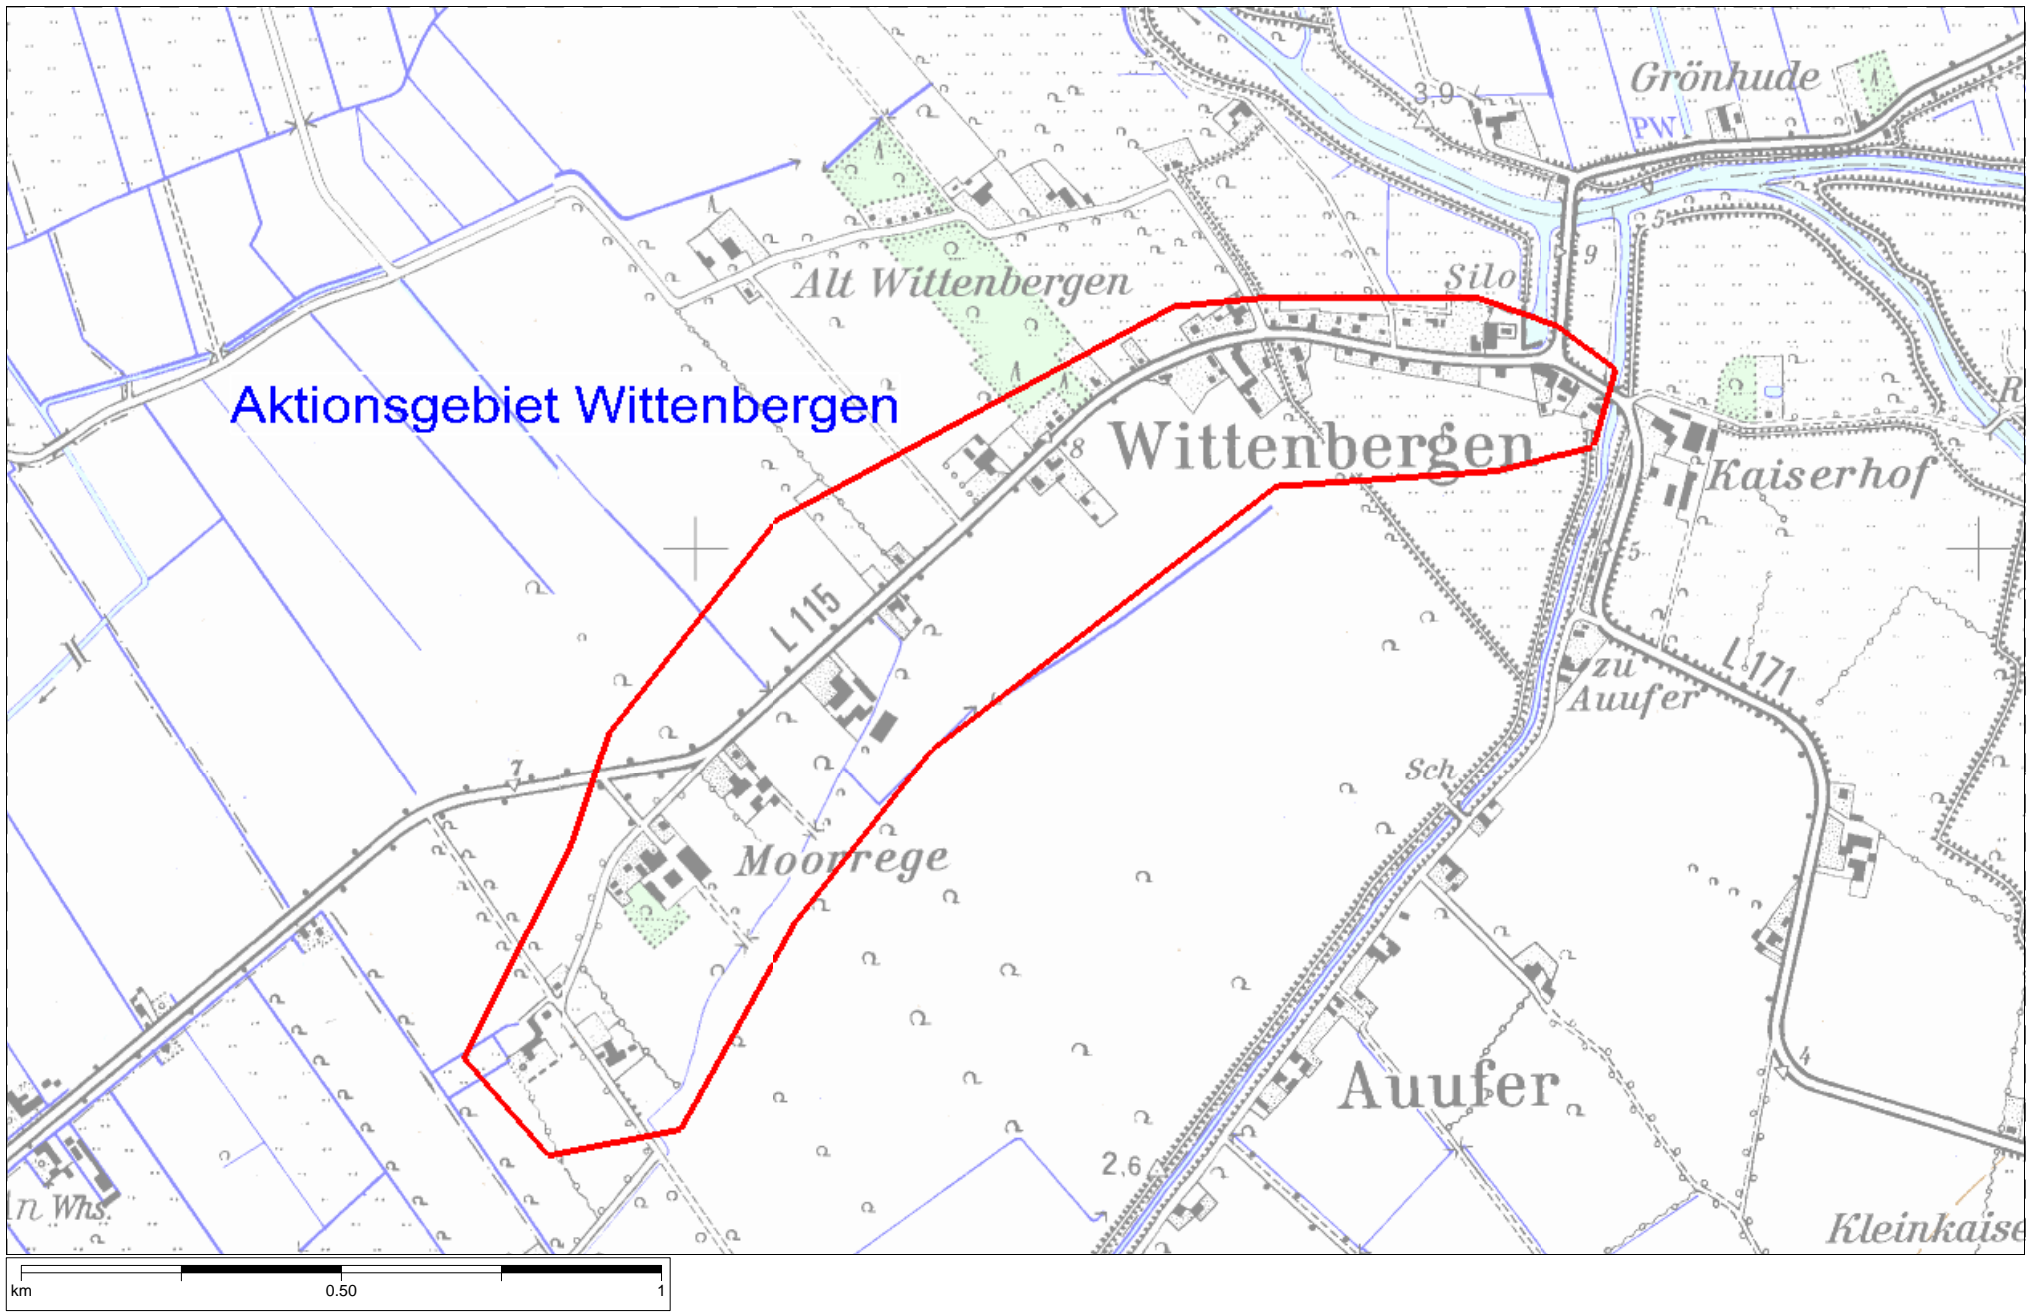 Grönhude
3,9
PW
5
9
Silo
Alt Wittenbergen
Aktionsgebiet Wittenbergen
8
Wittenbergen
Kaiserhof
5
L 115
zu
Auufer
L 171
7
Sch
Moorrege
4
Auufer
2,6
Whs.
Kleinkaise
km
0.50
1